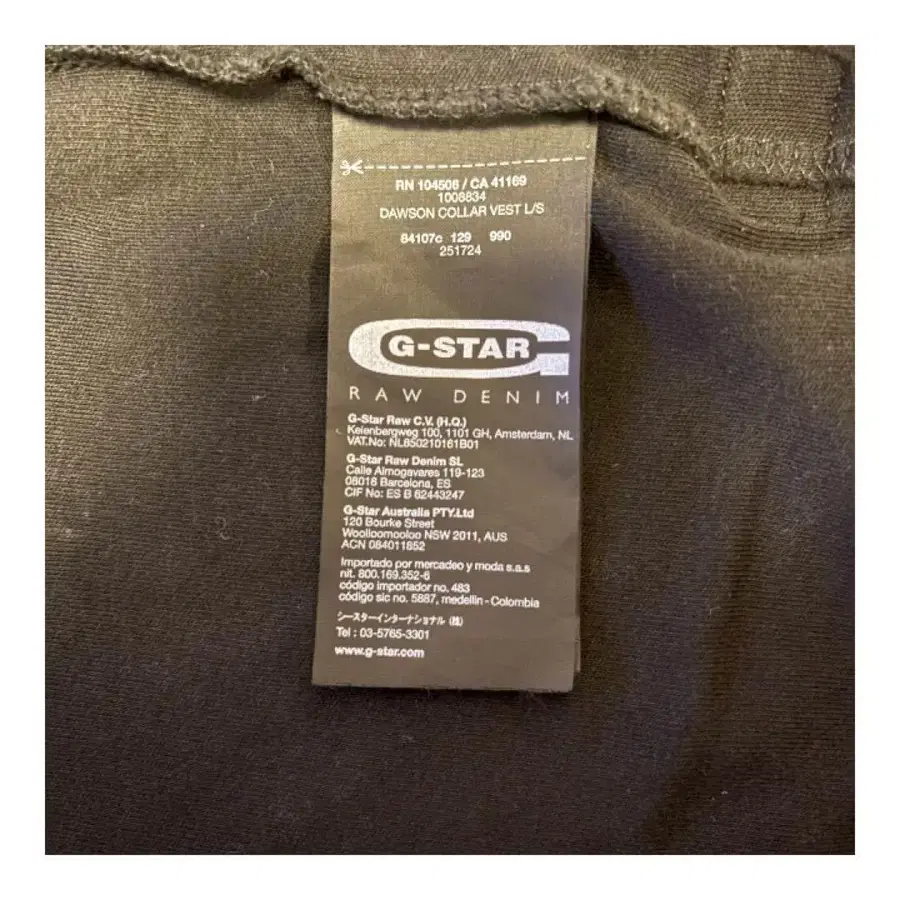 RN 104506 / CA 41169
1008834
DAWSON COLLAR VEST L/S
84107c 129 990
251724
G-STAR
RAW DENIM
G-Star Raw C.V. (H.Q.)
Keienbergweg 100, 1101 GH, Amsterdam, NL
VAT.No: NL850210161B01
G-Star Raw Denim SL
Calle Almogavares 119-123
08018 Barcelona, ES
CIF No: ES B 62443247
G-Star Australia PTY.Ltd
120 Bourke Street
Woolloomooloo NSW 2011, AUS
ACN 084011852
Importado por mercadeo y moda s.a.s
nit. 800.169.352-6
código importador no. 483
código sic no. 5887, medellin - Colombia
ジースターインターナショナル (株)
Tel : 03-5765-3301
www.g-star.com